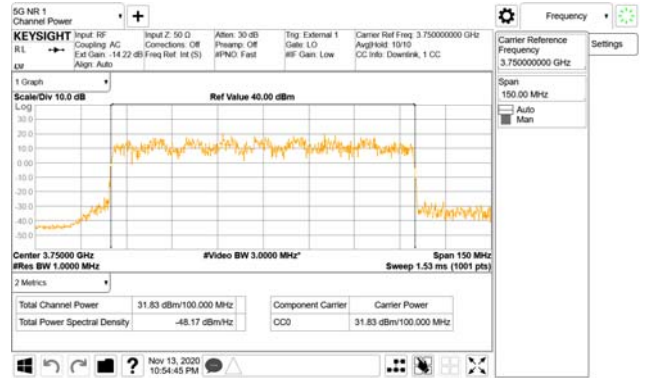 5G NR 1
Channel Power
+
Frequency
KEYSIGHT Input: RF Input Z: 50 Ω Atten: 30 dB Trig: External 1 Carrier Ref Freq: 3.750000000 GHz
RL Coupling: AC Corrections: Off Preamp: Off Gate: LO Avg|Hold: 10/10
Ext Gain: -14.22 dB Freq Ref: Int (S) #PNO: Fast #IF Gain: Low CC Info: Downlink, 1 CC
Align: Auto
Carrier Reference
Frequency
3.750000000 GHz
Settings
Span
150.00 MHz
Auto
Man
1 Graph
Scale/Div 10.0 dB Ref Value 40.00 dBm
Log
30.0
20.0
10.0
0.00
-10.0
-20.0
-30.0
-40.0
-50.0
Center 3.75000 GHz #Video BW 3.0000 MHz* Span 150 MHz
#Res BW 1.0000 MHz Sweep 1.53 ms (1001 pts)
2 Metrics
Total Channel Power 31.83 dBm/100.000 MHz Component Carrier Carrier Power
Total Power Spectral Density -48.17 dBm/Hz CC0 31.83 dBm/100.000 MHz
? Nov 13, 2020
10:54:45 PM